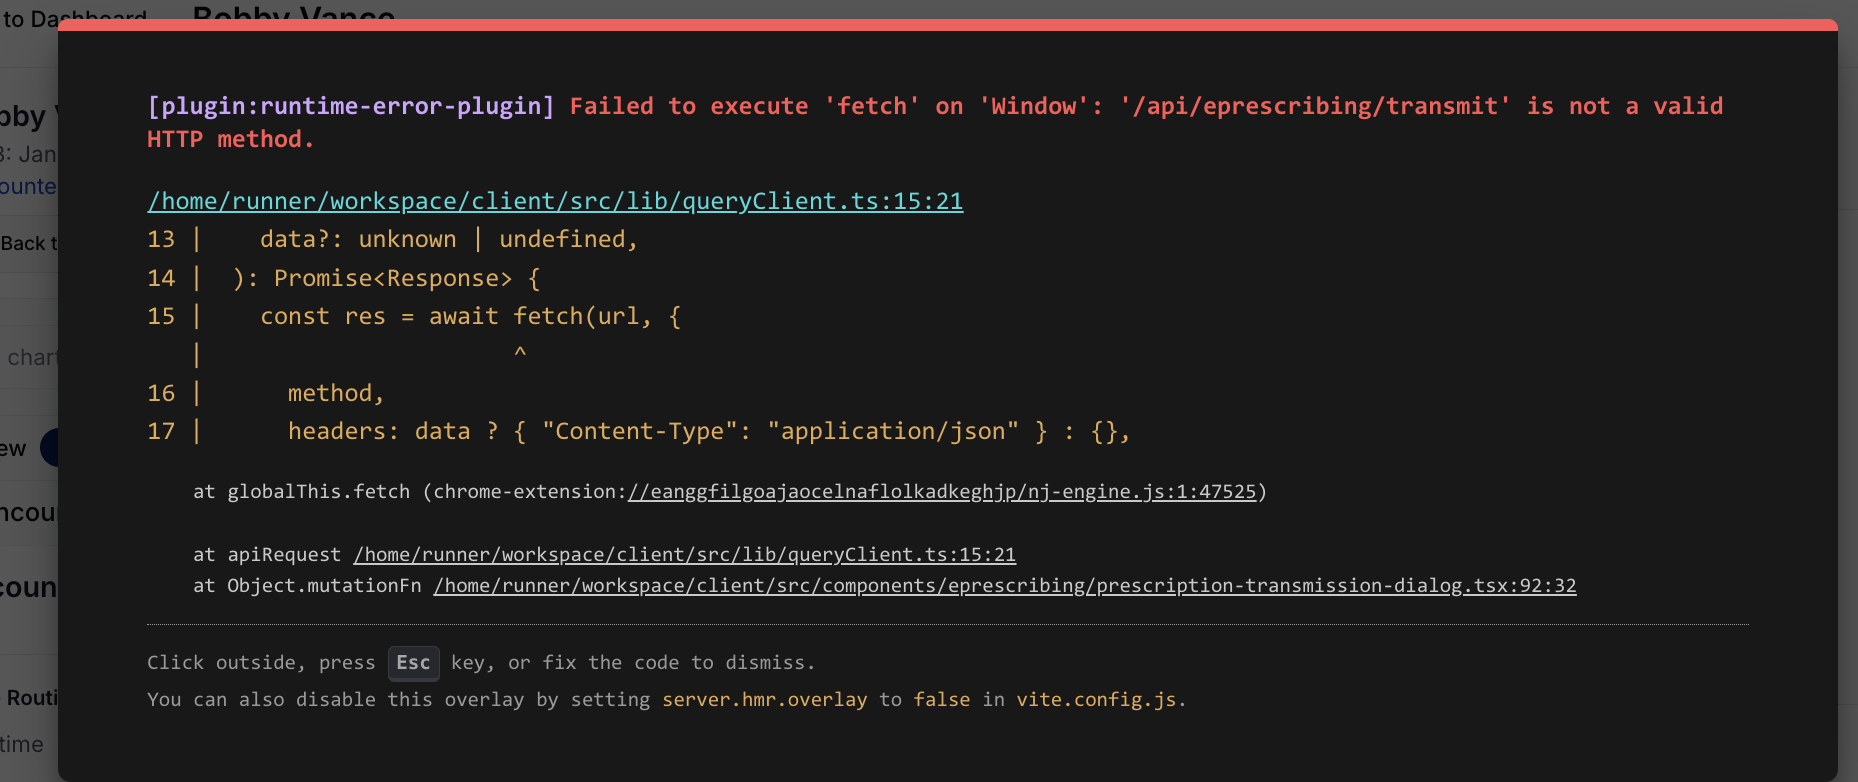 to Dashboard
Bobby Vance
[plugin:runtime-error-plugin] Failed to execute 'fetch' on 'Window': '/api/eprescribing/transmit' is not a valid
HTTP method.
/home/runner/workspace/client/src/lib/queryClient.ts:15:21
13 |    data?: unknown | undefined,
14 |  ): Promise<Response> {
15 |    const res = await fetch(url, {
   |                      ^
16 |      method,
17 |      headers: data ? { "Content-Type": "application/json" } : {},
at globalThis.fetch (chrome-extension://eanggfilgoajaocelnaflolkadkeghjp/nj-engine.js:1:47525)
at apiRequest /home/runner/workspace/client/src/lib/queryClient.ts:15:21
at Object.mutationFn /home/runner/workspace/client/src/components/eprescribing/prescription-transmission-dialog.tsx:92:32
Click outside, press Esc key, or fix the code to dismiss.
You can also disable this overlay by setting server.hmr.overlay to false in vite.config.js.
: Jan
Back t
chart
ew
Routi
time